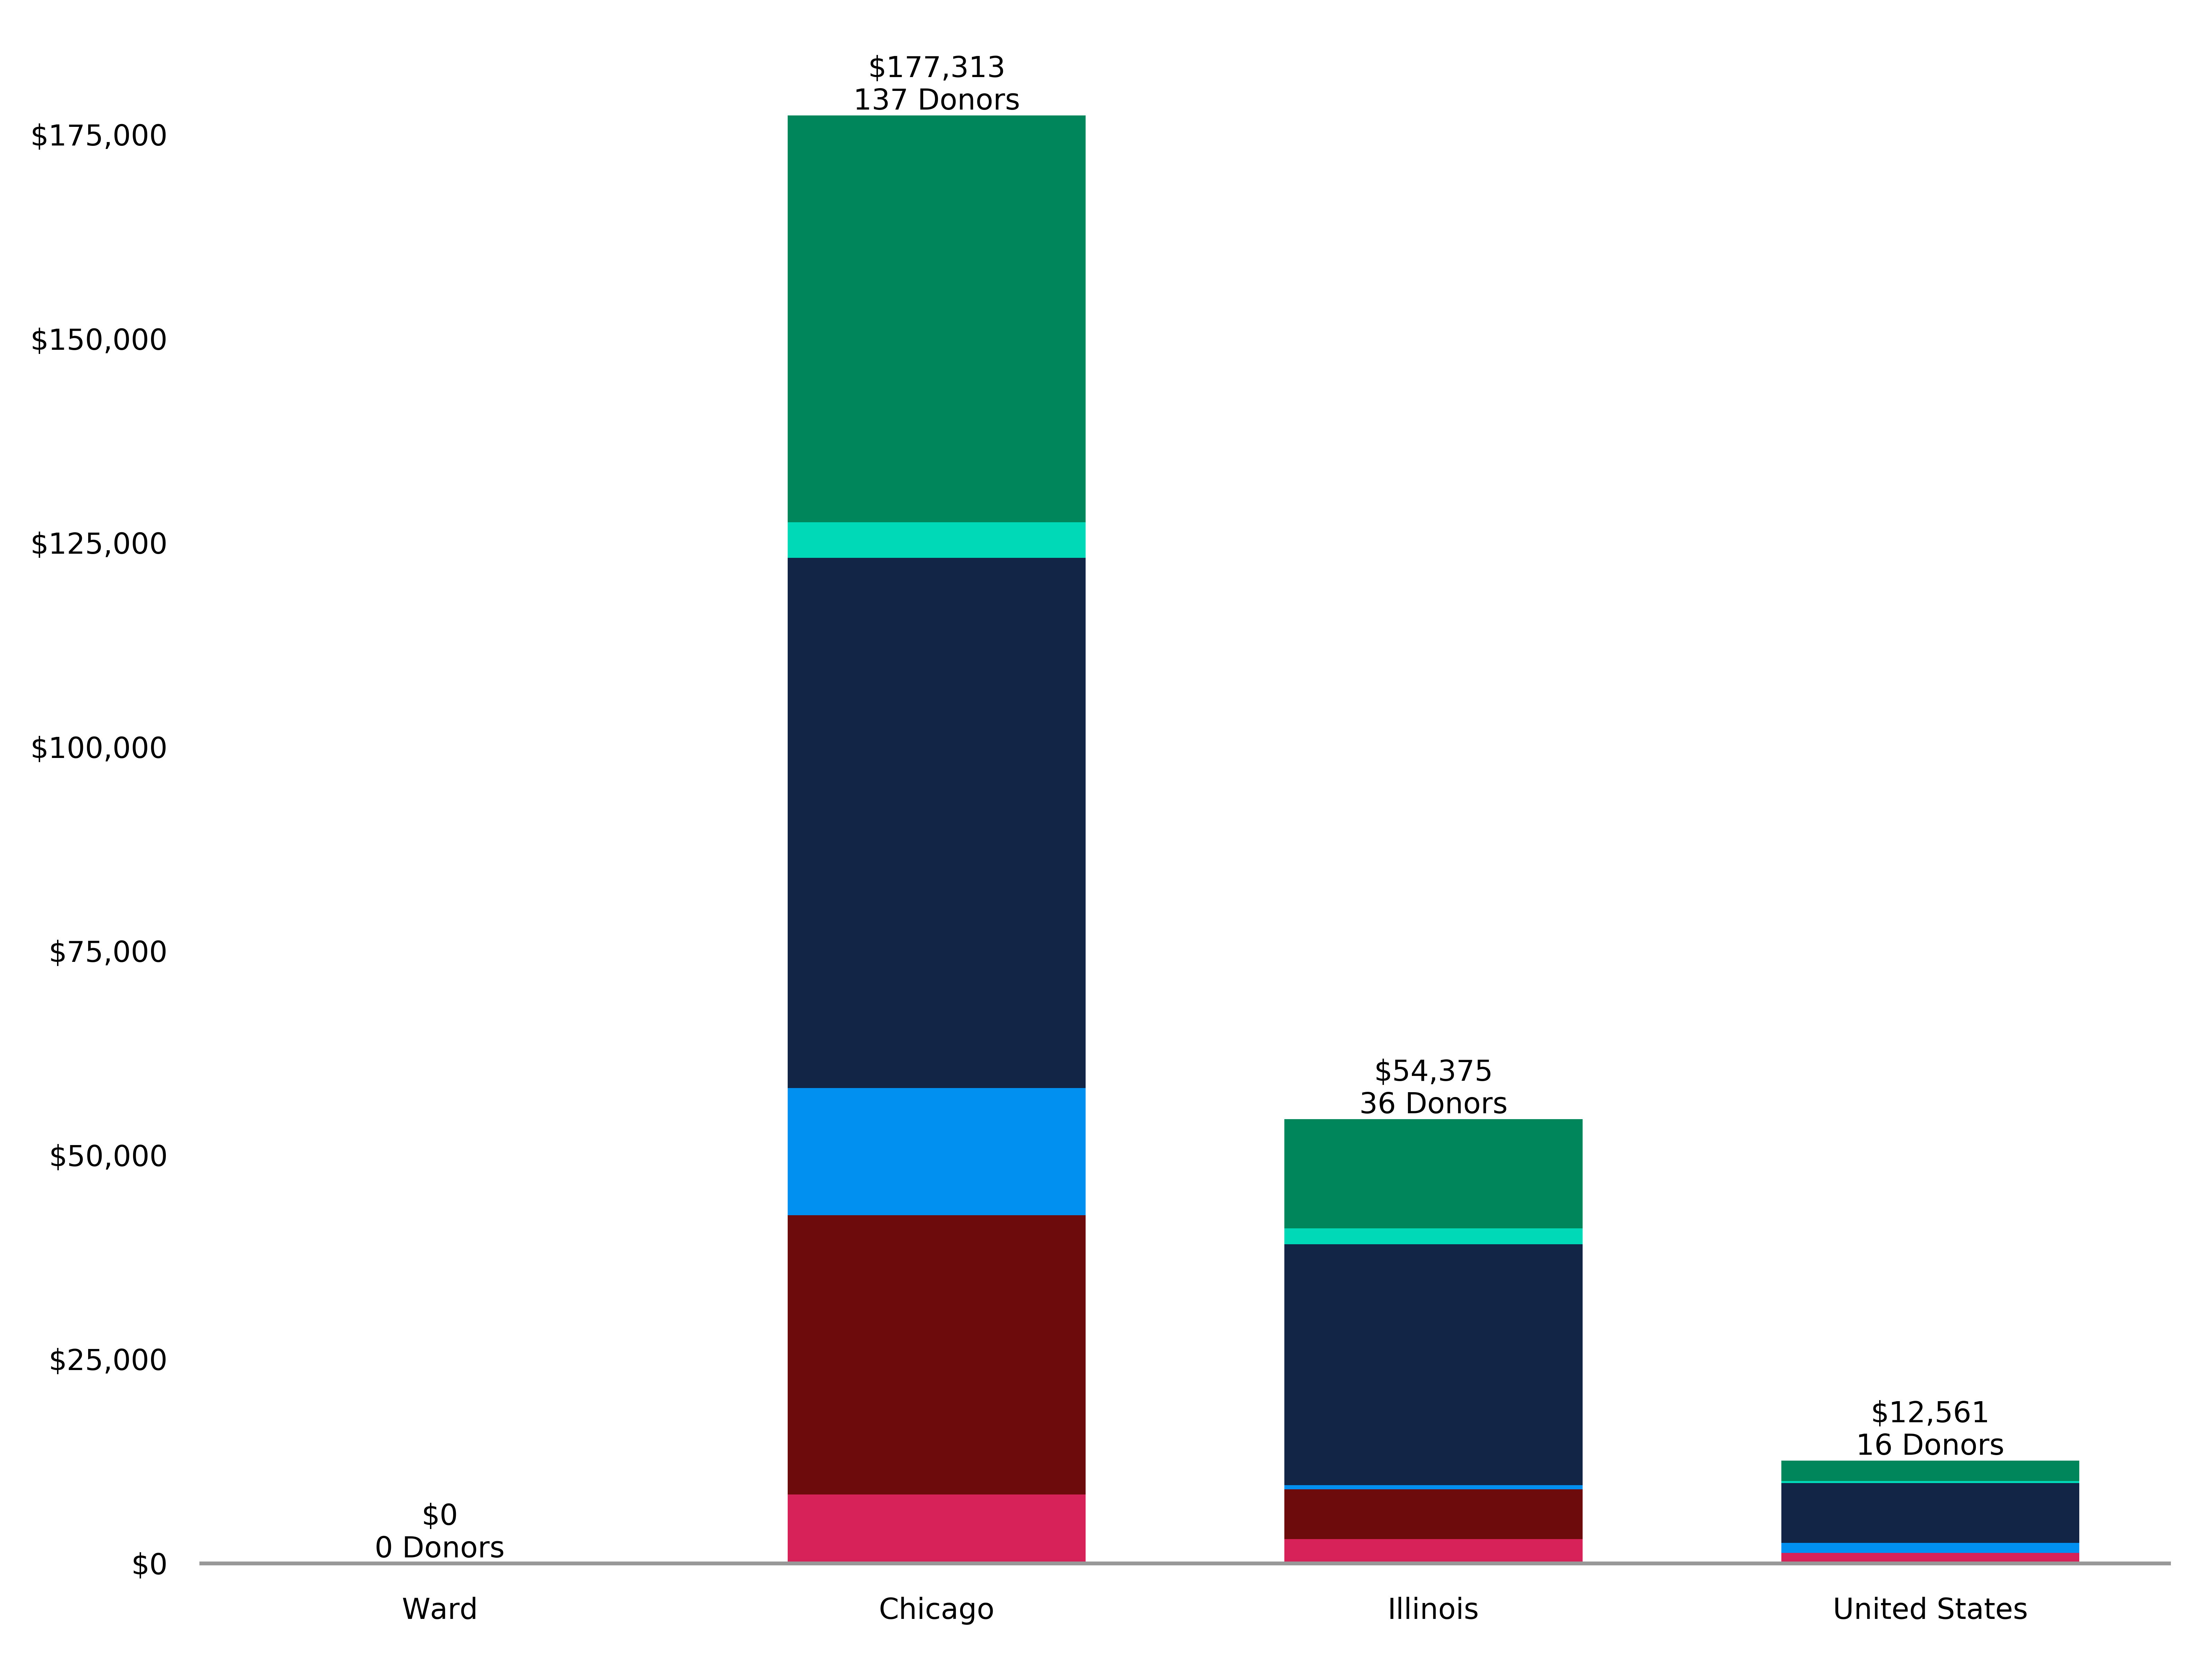 $177,313
137 Donors
$175,000
$150,000
$125,000
$100,000
$75,000
$54,375
36 Donors
$50,000
$25,000
$12,561
16 Donors
$0
0 Donors
$0
Ward
Chicago
Illinois
United States